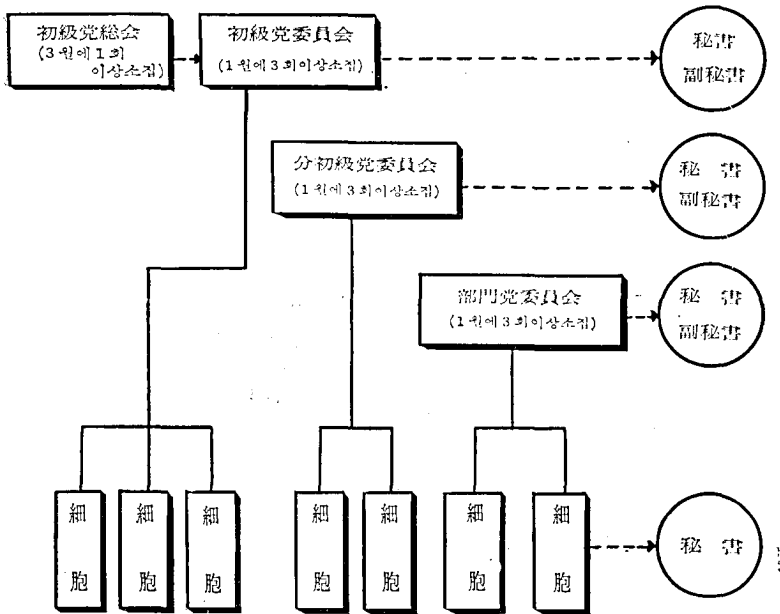 初級党総会
(3월에1회
이상소집)
初級党委員会
(1월에3회이상소집)
秘書
副秘書
分初級党委員会
(1월에3회이상소집)
秘 書
副秘書
部門党委員会
(1월에3회이상소집)
秘 書
副秘書
細胞
細胞
細胞
細胞
細胞
細胞
細胞
秘 書